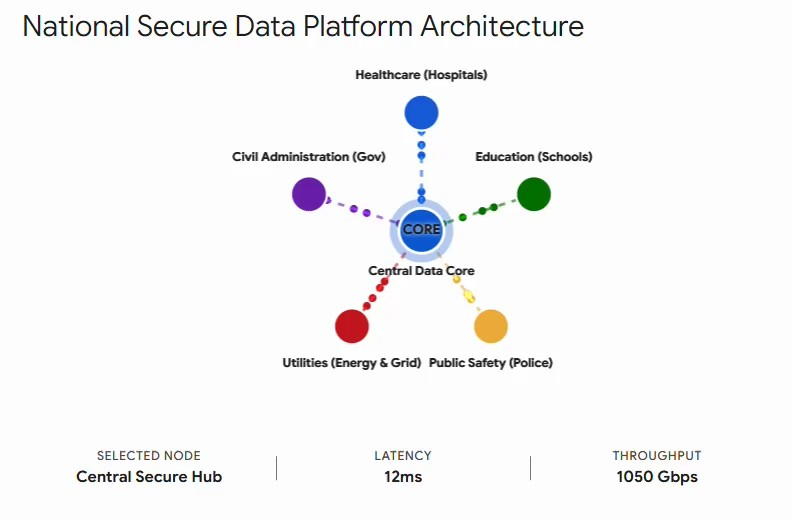 National Secure Data Platform Architecture
Healthcare (Hospitals)
Civil Administration (Gov)
Education (Schools)
CORE
Central Data Core
Utilities (Energy & Grid)
Public Safety (Police)
SELECTED NODE
Central Secure Hub
LATENCY
12ms
THROUGHPUT
1050 Gbps